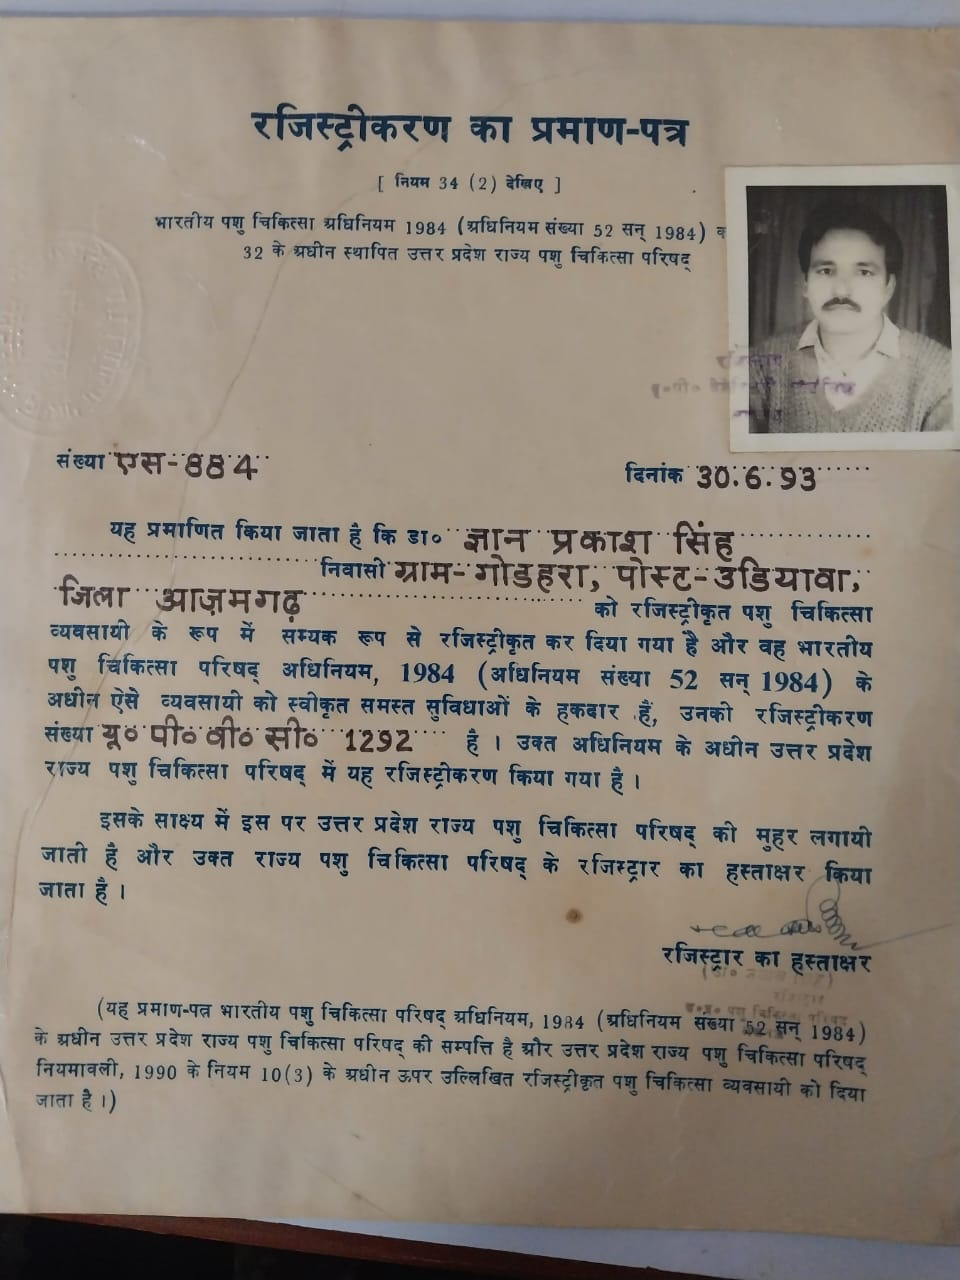 रजिस्ट्रीकरण का प्रमाण-पत्र
[ नियम 34 (2) देखिए ]
भारतीय पशु चिकित्सा अधिनियम 1984 (अधिनियम संख्या 52 सन् 1984)
32 के अधीन स्थापित उत्तर प्रदेश राज्य पशु चिकित्सा परिषद्
संख्या एस-884
दिनांक 30.6.93
यह प्रमाणित किया जाता है कि डा० ज्ञान प्रकाश सिंह
निवासी ग्राम-गोडहरा, पोस्ट-उडियावा,
जिला आज़मगढ़ को रजिस्ट्रीकृत पशु चिकित्सा
व्यवसायी के रूप में सम्यक रूप से रजिस्ट्रीकृत कर दिया गया है और वह भारतीय
पशु चिकित्सा परिषद् अधिनियम, 1984 (अधिनियम संख्या 52 सन् 1984) के
अधीन ऐसे व्यवसायी को स्वीकृत समस्त सुविधाओं के हकदार हैं, उनकी रजिस्ट्रीकरण
संख्या यू० पी० वी० सी० 1292 है । उक्त अधिनियम के अधीन उत्तर प्रदेश
राज्य पशु चिकित्सा परिषद् में यह रजिस्ट्रीकरण किया गया है ।
इसके साक्ष्य में इस पर उत्तर प्रदेश राज्य पशु चिकित्सा परिषद् की मुहर लगायी
जाती है और उक्त राज्य पशु चिकित्सा परिषद् के रजिस्ट्रार का हस्ताक्षर किया
जाता है ।
रजिस्ट्रार का हस्ताक्षर
(यह प्रमाण-पत्र भारतीय पशु चिकित्सा परिषद् अधिनियम, 1984 (अधिनियम संख्या 52 सन् 1984)
के अधीन उत्तर प्रदेश राज्य पशु चिकित्सा परिषद् की सम्पत्ति है और उत्तर प्रदेश राज्य पशु चिकित्सा परिषद्
नियमावली, 1990 के नियम 10(3) के अधीन ऊपर उल्लिखित रजिस्ट्रीकृत पशु चिकित्सा व्यवसायी को दिया
जाता है ।)